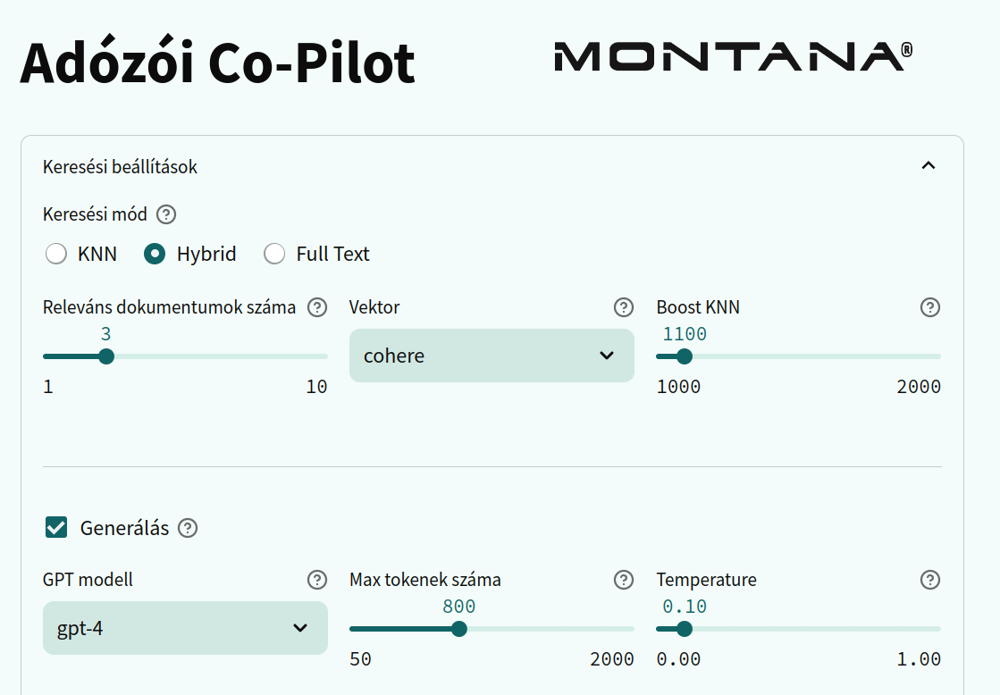 Adózói Co-Pilot
MONTANA®
Keresési beállítások
Keresési mód
KNN Hybrid Full Text
Releváns dokumentumok száma Vektor Boost KNN
3 1100
cohere
1 10 1000 2000
Generálás
GPT modell Max tokenek száma Temperature
800 0.10
gpt-4
50 2000 0.00 1.00